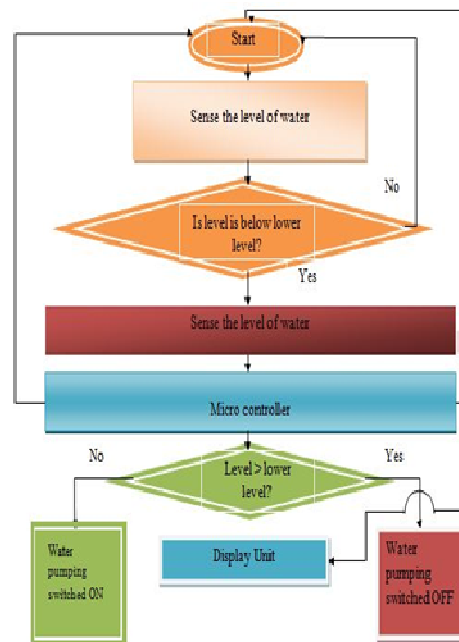 Start
Sense the level of water
No
Is level is below lower
level?
Yes
Sense the level of water
Micro controller
No
Yes
Level > lower
level?
Water
pumping
switched ON
Display Unit
Water
pumping
switched OFF